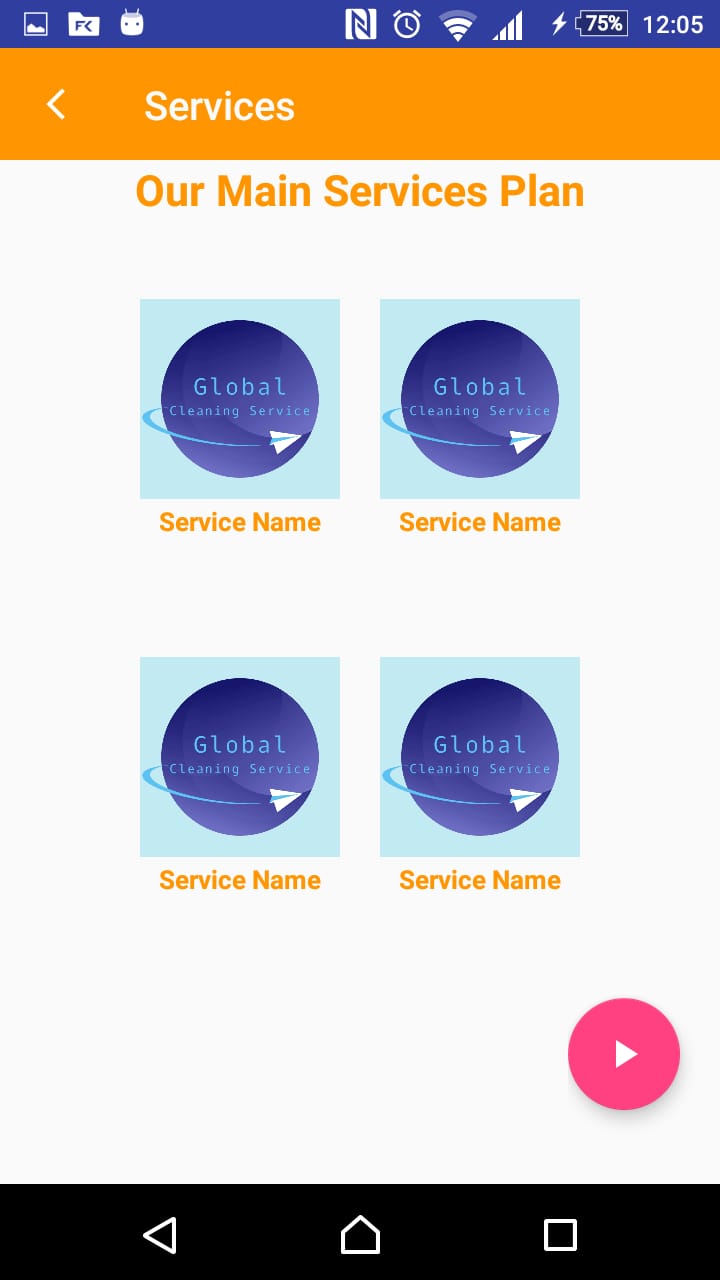 FK 75% 12:05
Services
Our Main Services Plan
Global Global
Cleaning Service Cleaning Service
Service Name Service Name
Global Global
Cleaning Service Cleaning Service
Service Name Service Name